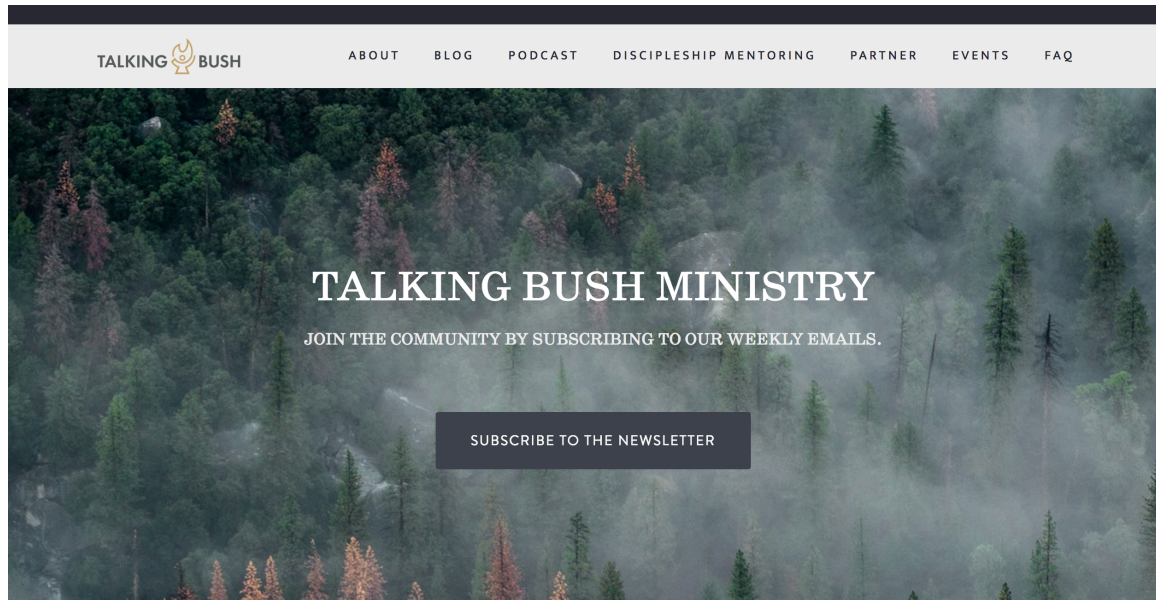 TALKING BUSH
ABOUT BLOG PODCAST DISCIPLESHIP MENTORING PARTNER EVENTS FAQ
TALKING BUSH MINISTRY
JOIN THE COMMUNITY BY SUBSCRIBING TO OUR WEEKLY EMAILS.
SUBSCRIBE TO THE NEWSLETTER